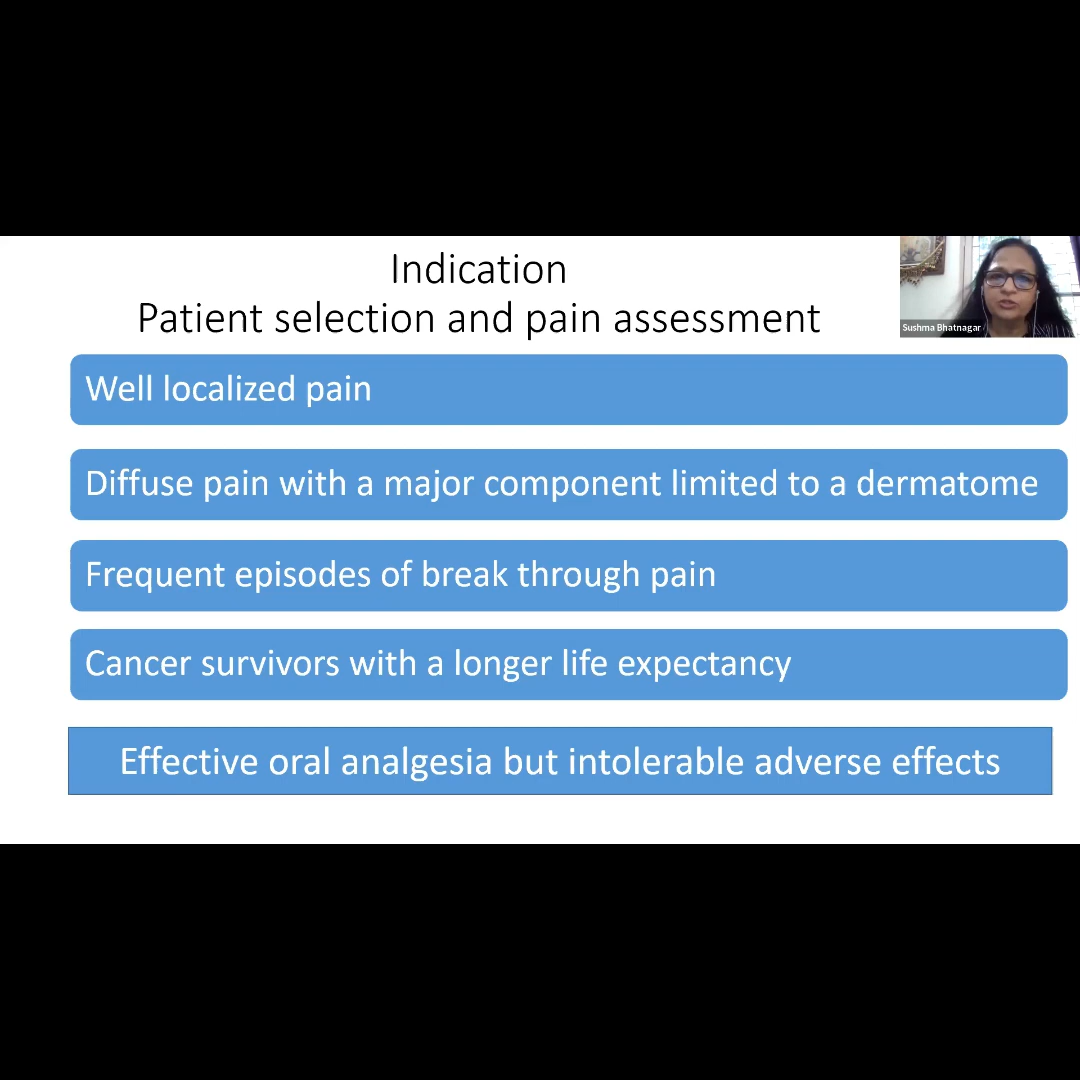 Indication
Patient selection and pain assessment
Sushma Bhatnagar
Well localized pain
Diffuse pain with a major component limited to a dermatome
Frequent episodes of break through pain
Cancer survivors with a longer life expectancy
Effective oral analgesia but intolerable adverse effects